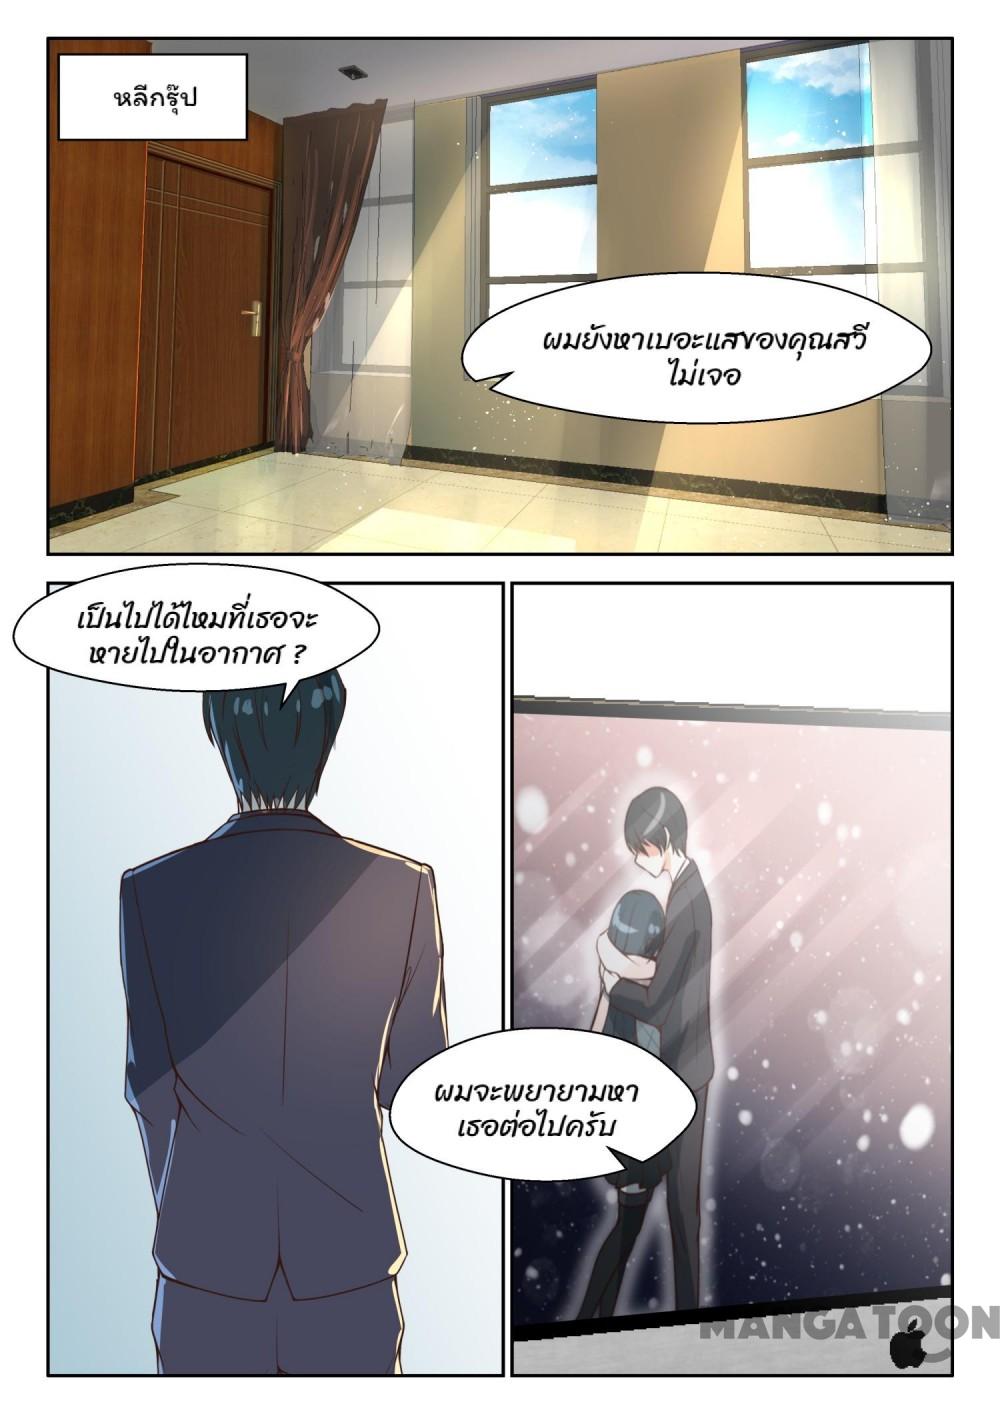 หลีกรุ๊ป
ผมยังหาเบอะแสของคุณสวี
ไม่เจอ
เป็นไปได้ไหมที่เธอจะ
หายไปในอากาศ ?
ผมจะพยายามหา
เธอต่อไปครับ
MANGATOON